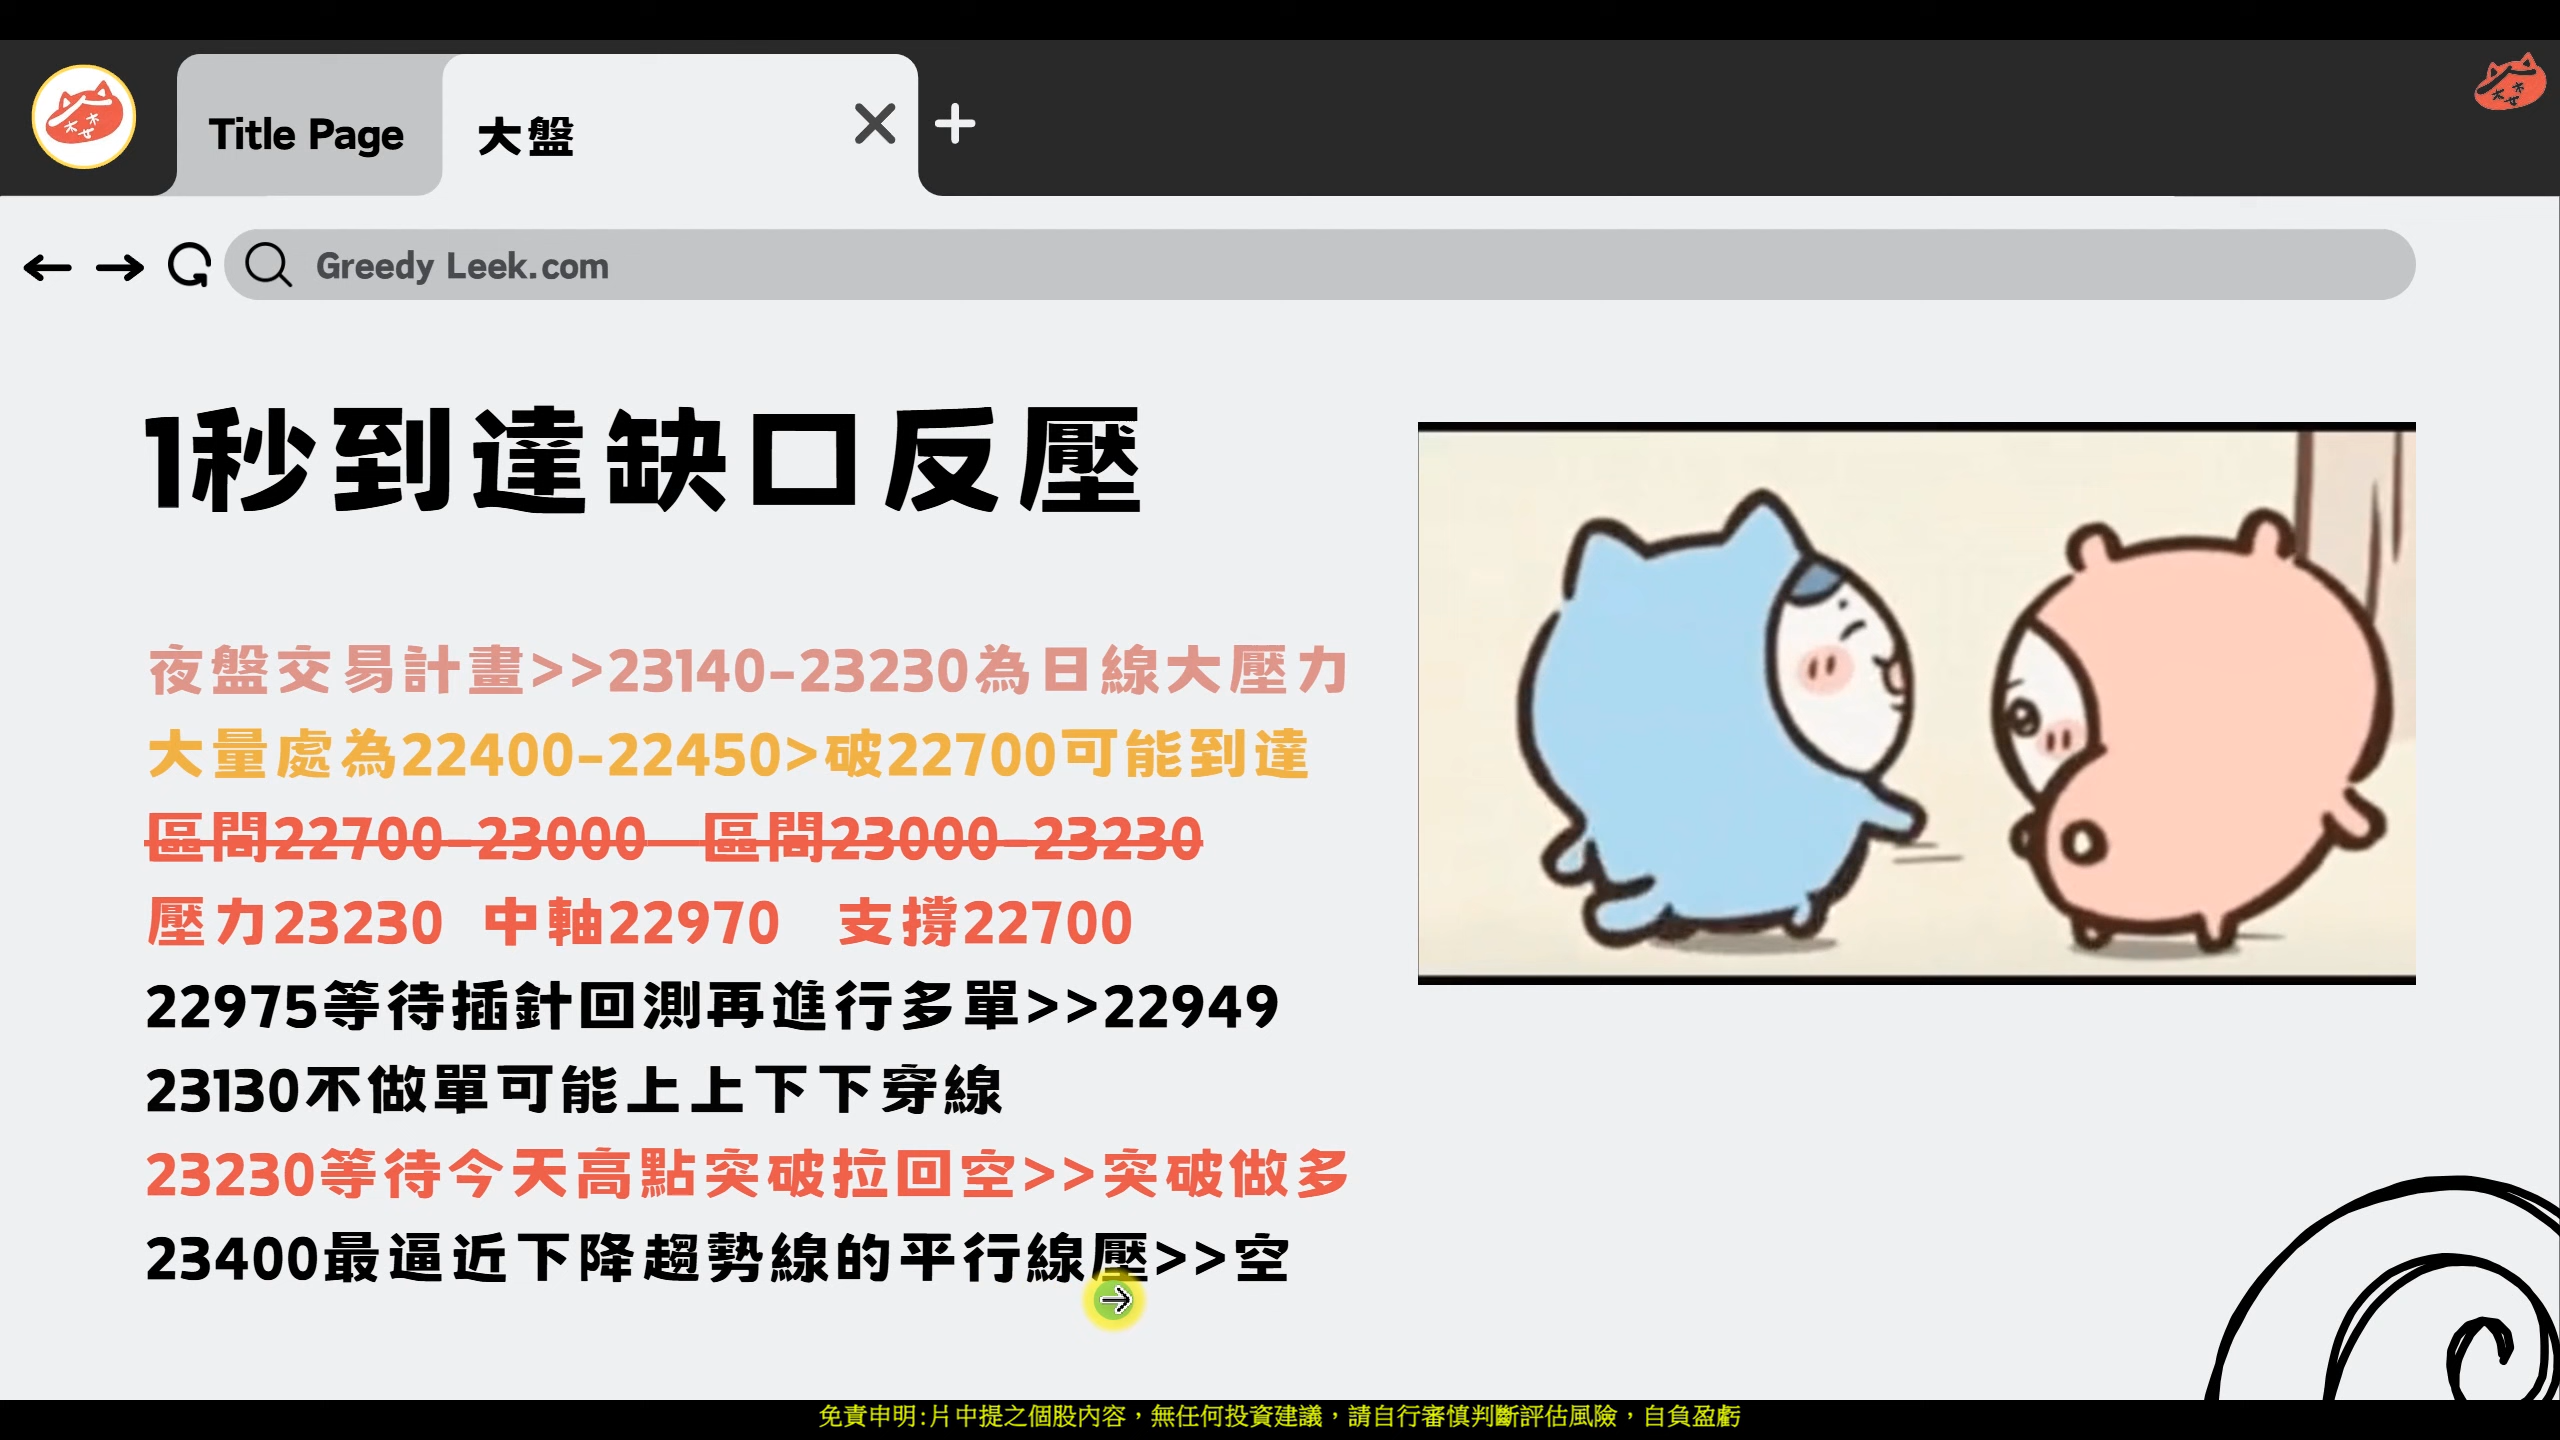 Title Page
大盤
Greedy Leek.com
1秒到達缺口反壓
夜盤交易計畫>>23140-23230為日線大壓力
大量處為22400-22450>破22700可能到達
區間22700-23000 區間23000-23230
壓力23230 中軸22970 支撐22700
22975等待插針回測再進行多單>>22949
23130不做單可能上上下下穿線
23230等待今天高點突破拉回空>>突破做多
23400最逼近下降趨勢線的平行線壓>>空
免責申明:片中提之個股內容，無任何投資建議，請自行審慎判斷評估風險，自負盈虧